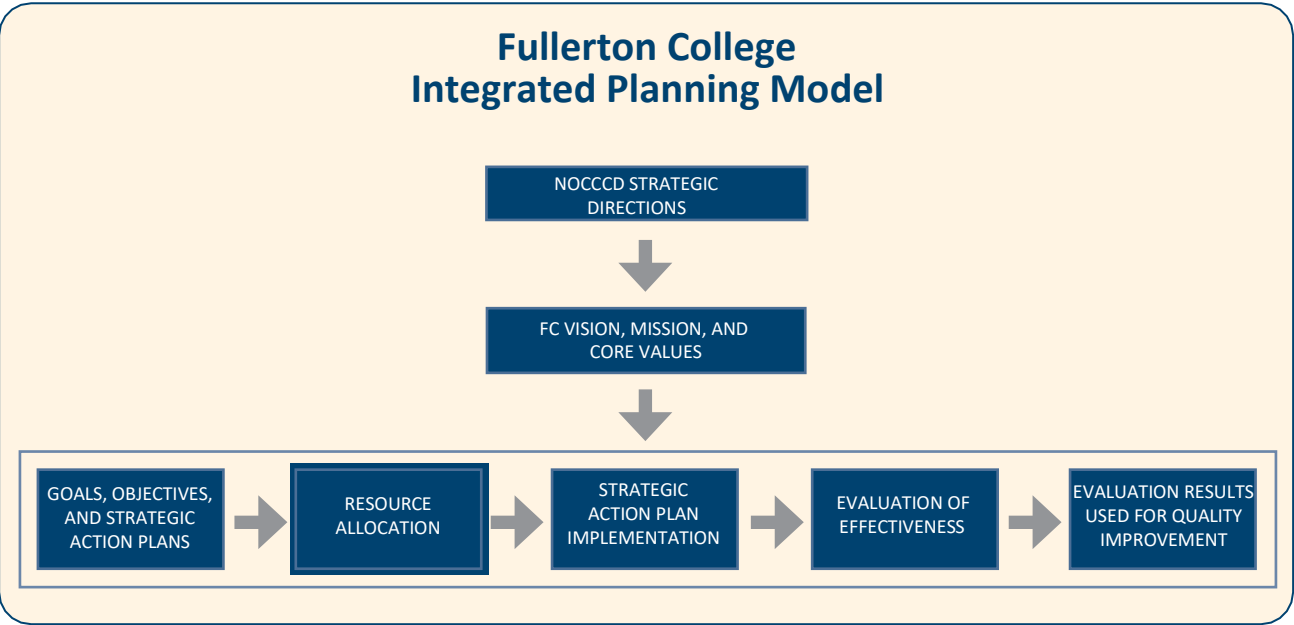 Fullerton College
Integrated Planning Model
NOCCCD STRATEGIC
DIRECTIONS
FC VISION, MISSION, AND
CORE VALUES
GOALS, OBJECTIVES,
AND STRATEGIC
ACTION PLANS
RESOURCE
ALLOCATION
STRATEGIC
ACTION PLAN
IMPLEMENTATION
EVALUATION OF
EFFECTIVENESS
EVALUATION RESULTS
USED FOR QUALITY
IMPROVEMENT